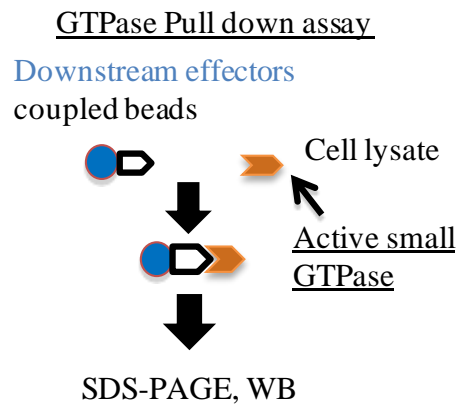 GTPase Pull down assay
Downstream effectors
coupled beads
Cell lysate
Active small
GTPase
SDS-PAGE, WB